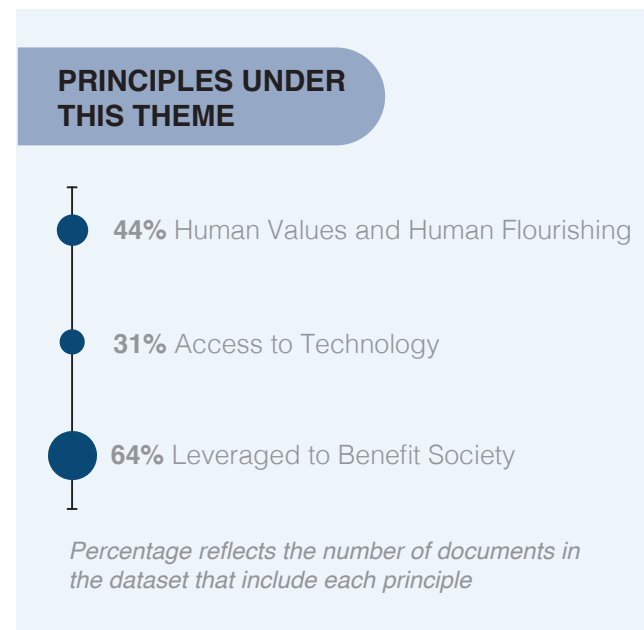 PRINCIPLES UNDER
THIS THEME
44% Human Values and Human Flourishing
31% Access to Technology
64% Leveraged to Benefit Society
Percentage reflects the number of documents in
the dataset that include each principle